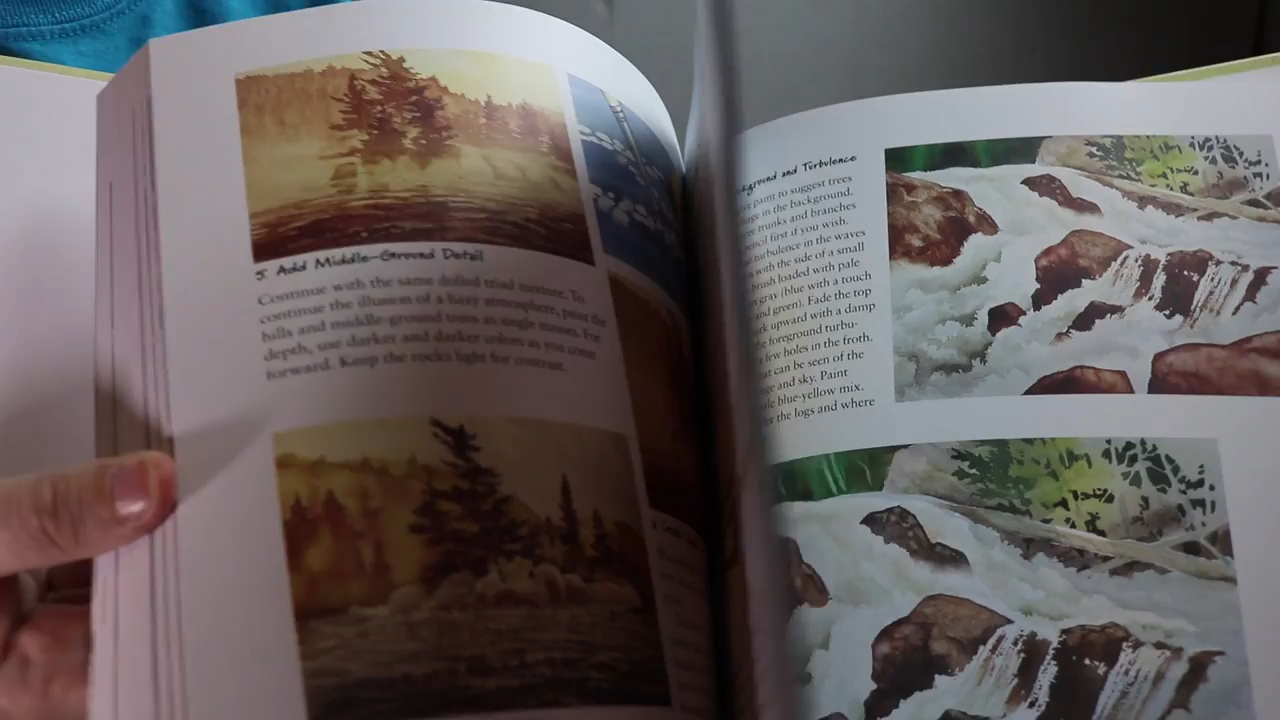 5 Add Middle-Ground Detail
Continue with the same dulled triad mixture. To
continue the illusion of a hazy atmosphere, paint the
hills and middle-ground trees as single masses. For
depth, use darker and darker colors as you come
forward. Keep the rocks light for contrast.
and Turbulence
paint to suggest trees
in the background.
trunks and branches
first if you wish.
turbulence in the waves
with the side of a small
brush loaded with pale
gray (blue with a touch
and green). Fade the top
upward with a damp
foreground turbu-
few holes in the froth.
can be seen of the
and sky. Paint
blue-yellow mix.
the logs and where